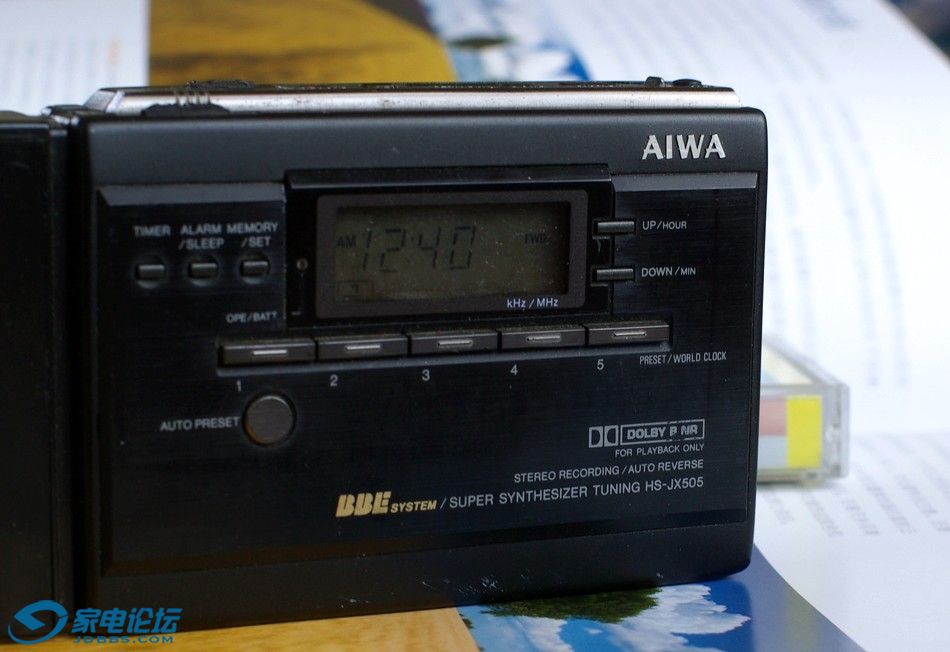 AIWA
TIMER ALARM MEMORY
/SLEEP /SET
AM 12:40
UP/HOUR
DOWN/MIN
kHz/MHz
OPE/BATT
PRESET/WORLD CLOCK
1 2 3 4 5
AUTO PRESET
DOLBY B NR
FOR PLAYBACK ONLY
STEREO RECORDING/AUTO REVERSE
BBE SYSTEM/SUPER SYNTHESIZER TUNING HS-JX505
家电论坛
JDBBS.COM